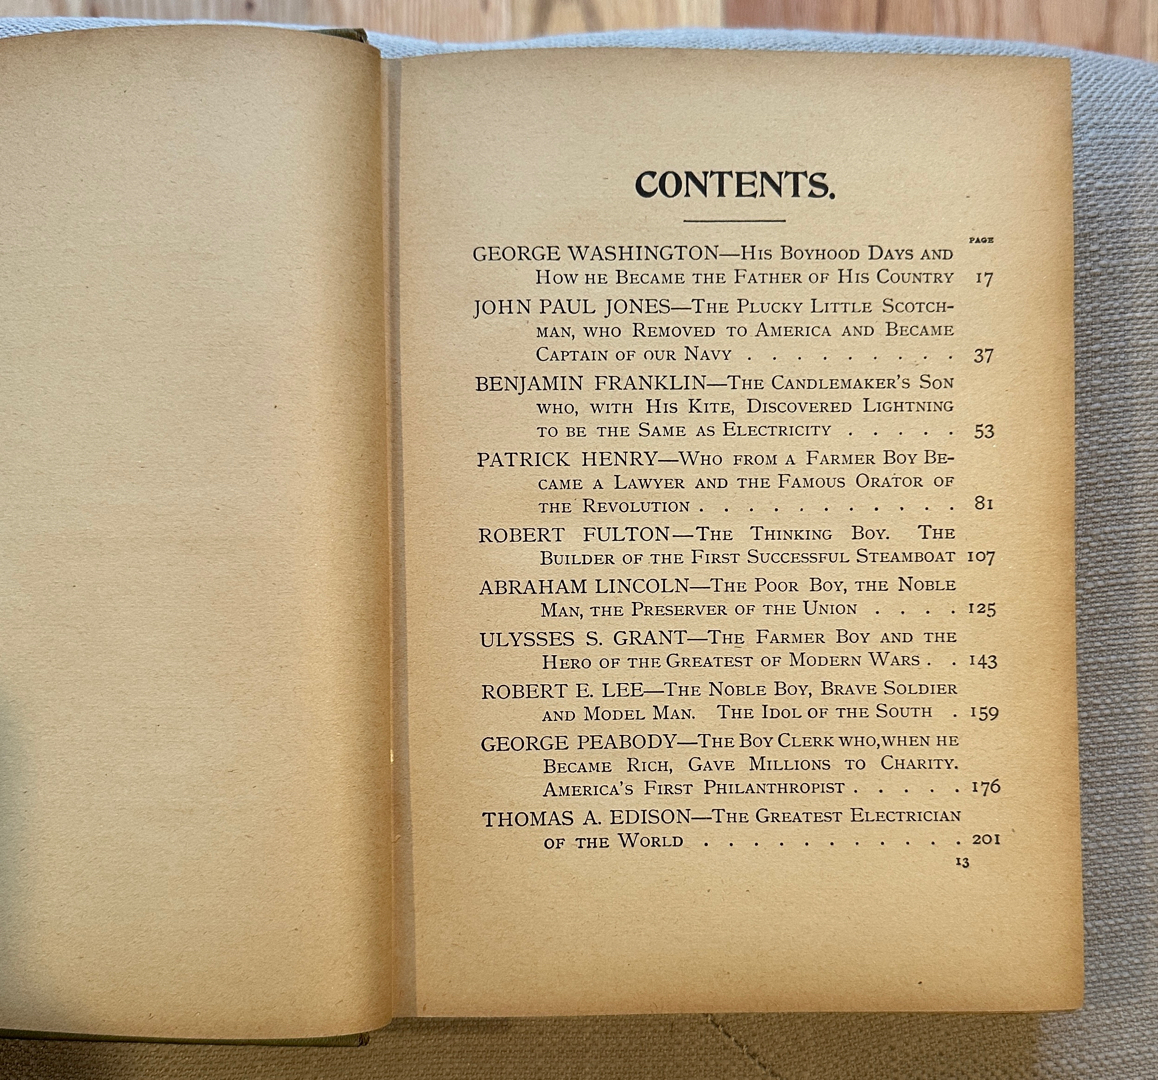 CONTENTS.
PAGE
GEORGE WASHINGTON—His Boyhood Days and
How he Became the Father of His Country 17
JOHN PAUL JONES—The Plucky Little Scotch-
man, who Removed to America and Became
Captain of our Navy . . . . . . . . . 37
BENJAMIN FRANKLIN—The Candlemaker's Son
who, with His Kite, Discovered Lightning
to be the Same as Electricity . . . . . 53
PATRICK HENRY—Who from a Farmer Boy Be-
came a Lawyer and the Famous Orator of
the Revolution . . . . . . . . . . . 81
ROBERT FULTON—The Thinking Boy. The
Builder of the First Successful Steamboat 107
ABRAHAM LINCOLN—The Poor Boy, the Noble
Man, the Preserver of the Union . . . . 125
ULYSSES S. GRANT—The Farmer Boy and the
Hero of the Greatest of Modern Wars . . 143
ROBERT E. LEE—The Noble Boy, Brave Soldier
and Model Man. The Idol of the South . 159
GEORGE PEABODY—The Boy Clerk who, when he
Became Rich, Gave Millions to Charity.
America's First Philanthropist . . . . . 176
THOMAS A. EDISON—The Greatest Electrician
of the World . . . . . . . . . . . 201
13